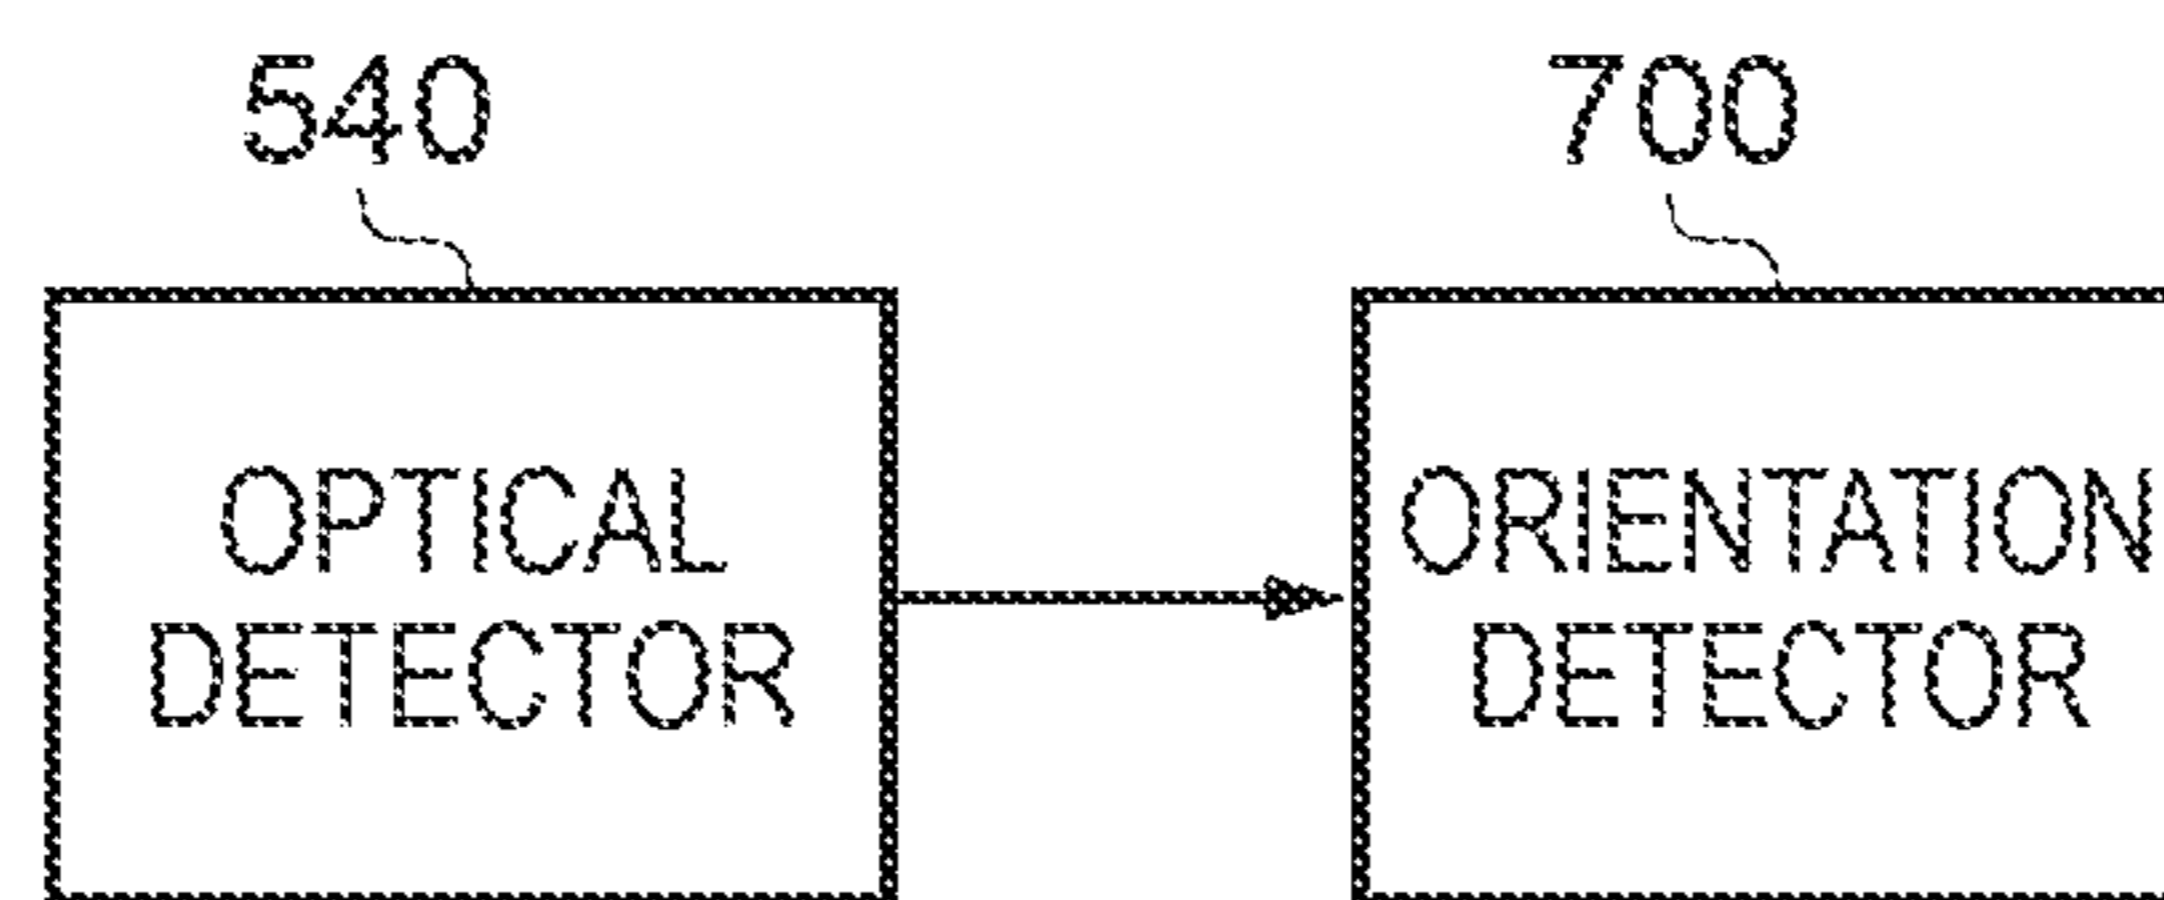 540
OPTICAL
DETECTOR
700
ORIENTATION
DETECTOR